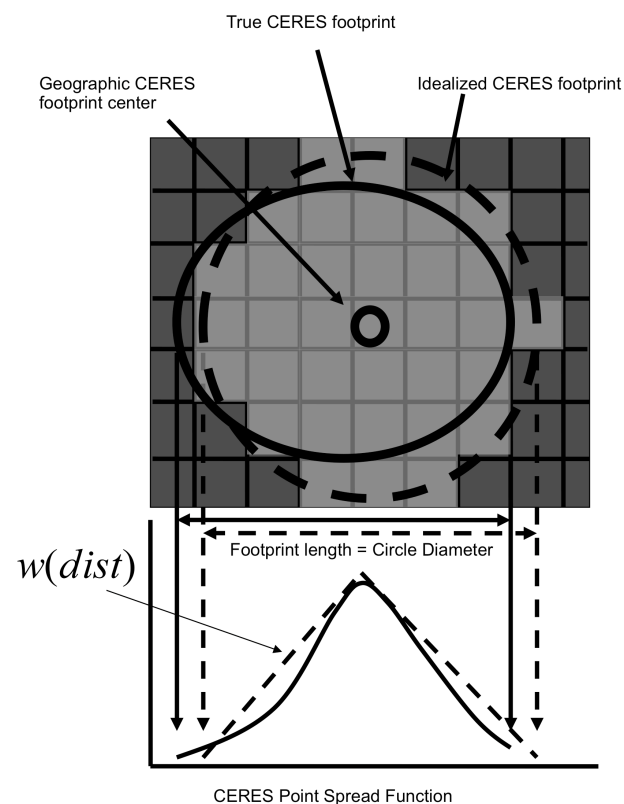 True CERES footprint
Geographic CERES
footprint center
Idealized CERES footprint
Footprint length = Circle Diameter
w(dist)
CERES Point Spread Function